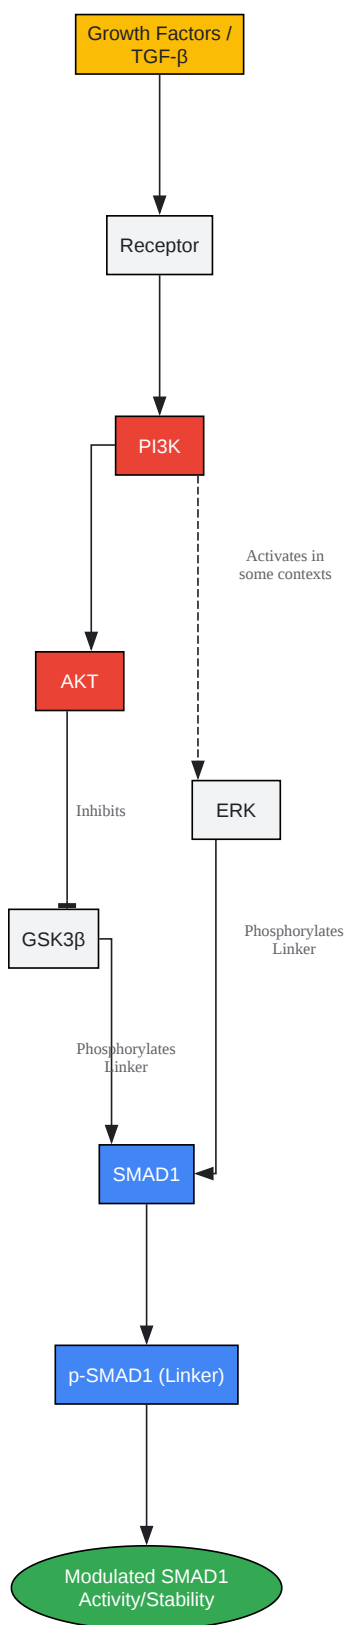 Growth Factors /
TGF-β
Receptor
PI3K
Activates in
some contexts
AKT
Inhibits
ERK
GSK3β
Phosphorylates
Linker
Phosphorylates
Linker
SMAD1
p-SMAD1 (Linker)
Modulated SMAD1
Activity/Stability